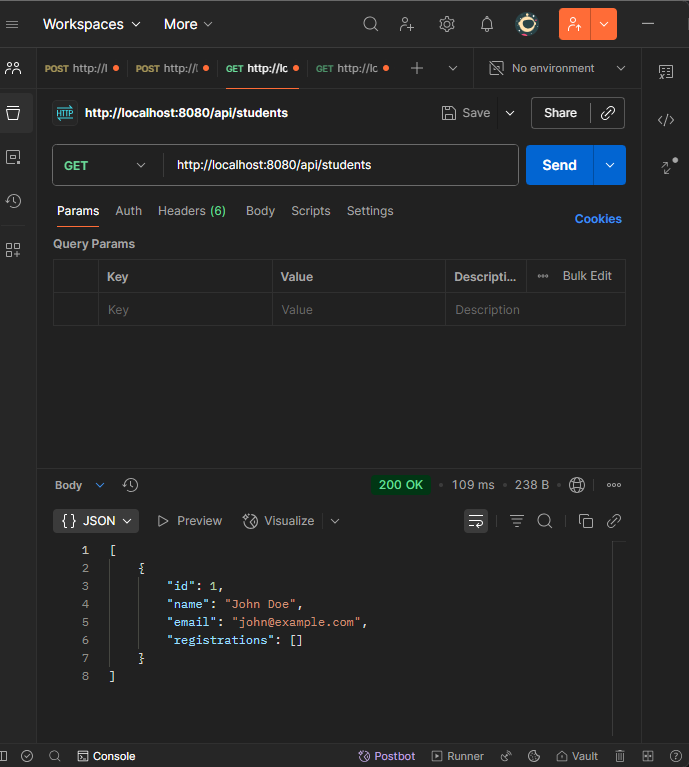 Workspaces More
POST http://l POST http://l GET http://lc GET http://lc No environment
HTTP http://localhost:8080/api/students Save Share
GET http://localhost:8080/api/students Send
Params Auth Headers (6) Body Scripts Settings Cookies
Query Params
Key Value Descripti... Bulk Edit
Key Value Description
Body 200 OK 109 ms 238 B
{ } JSON Preview Visualize
1 [
2 {
3 "id": 1,
4 "name": "John Doe",
5 "email": "john@example.com",
6 "registrations": []
7 }
8 ]
Console Postbot Runner Vault